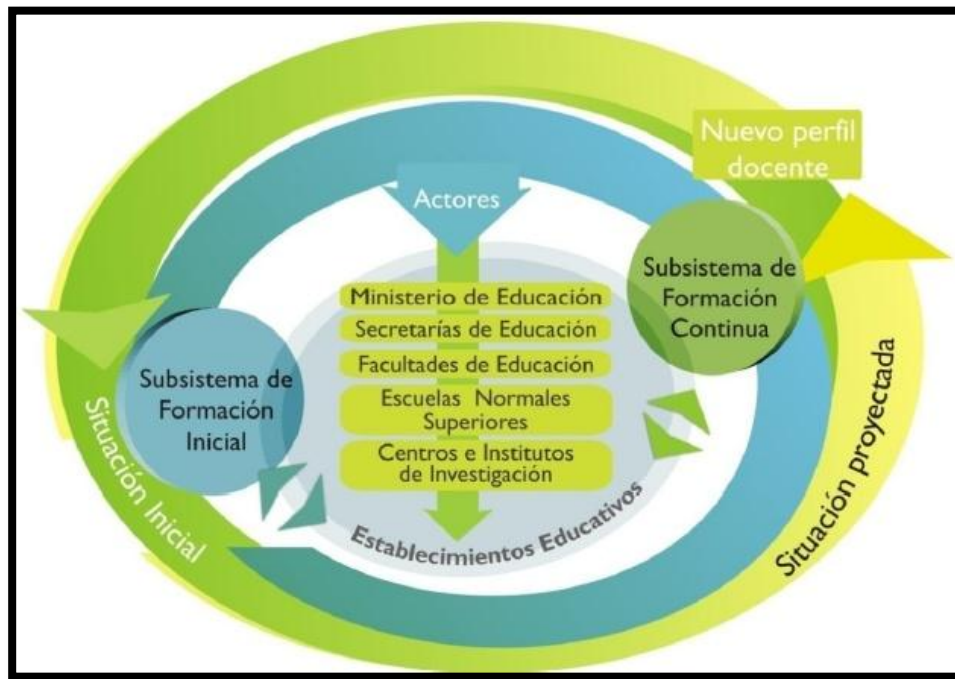 Nuevo perfil
docente
Actores
Subsistema de
Formación
Continua
Ministerio de Educación
Secretarías de Educación
Facultades de Educación
Escuelas Normales
Superiores
Centros e Institutos
de Investigación
Subsistema de
Formación
Inicial
Establecimientos Educativos
Situación Inicial
Situación proyectada